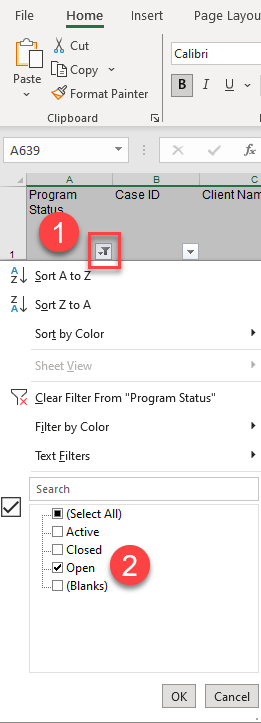 File Home Insert Page Layou
Cut
Copy
Paste
Format Painter
Clipboard
Calibri
B I U
A639
fx
A B C
Program Status Case ID Client Nam
1
1
Sort A to Z
Sort Z to A
Sort by Color
Sheet View
Clear Filter From "Program Status"
Filter by Color
Text Filters
Search
(Select All)
Active
Closed
Open
2
(Blanks)
OK Cancel